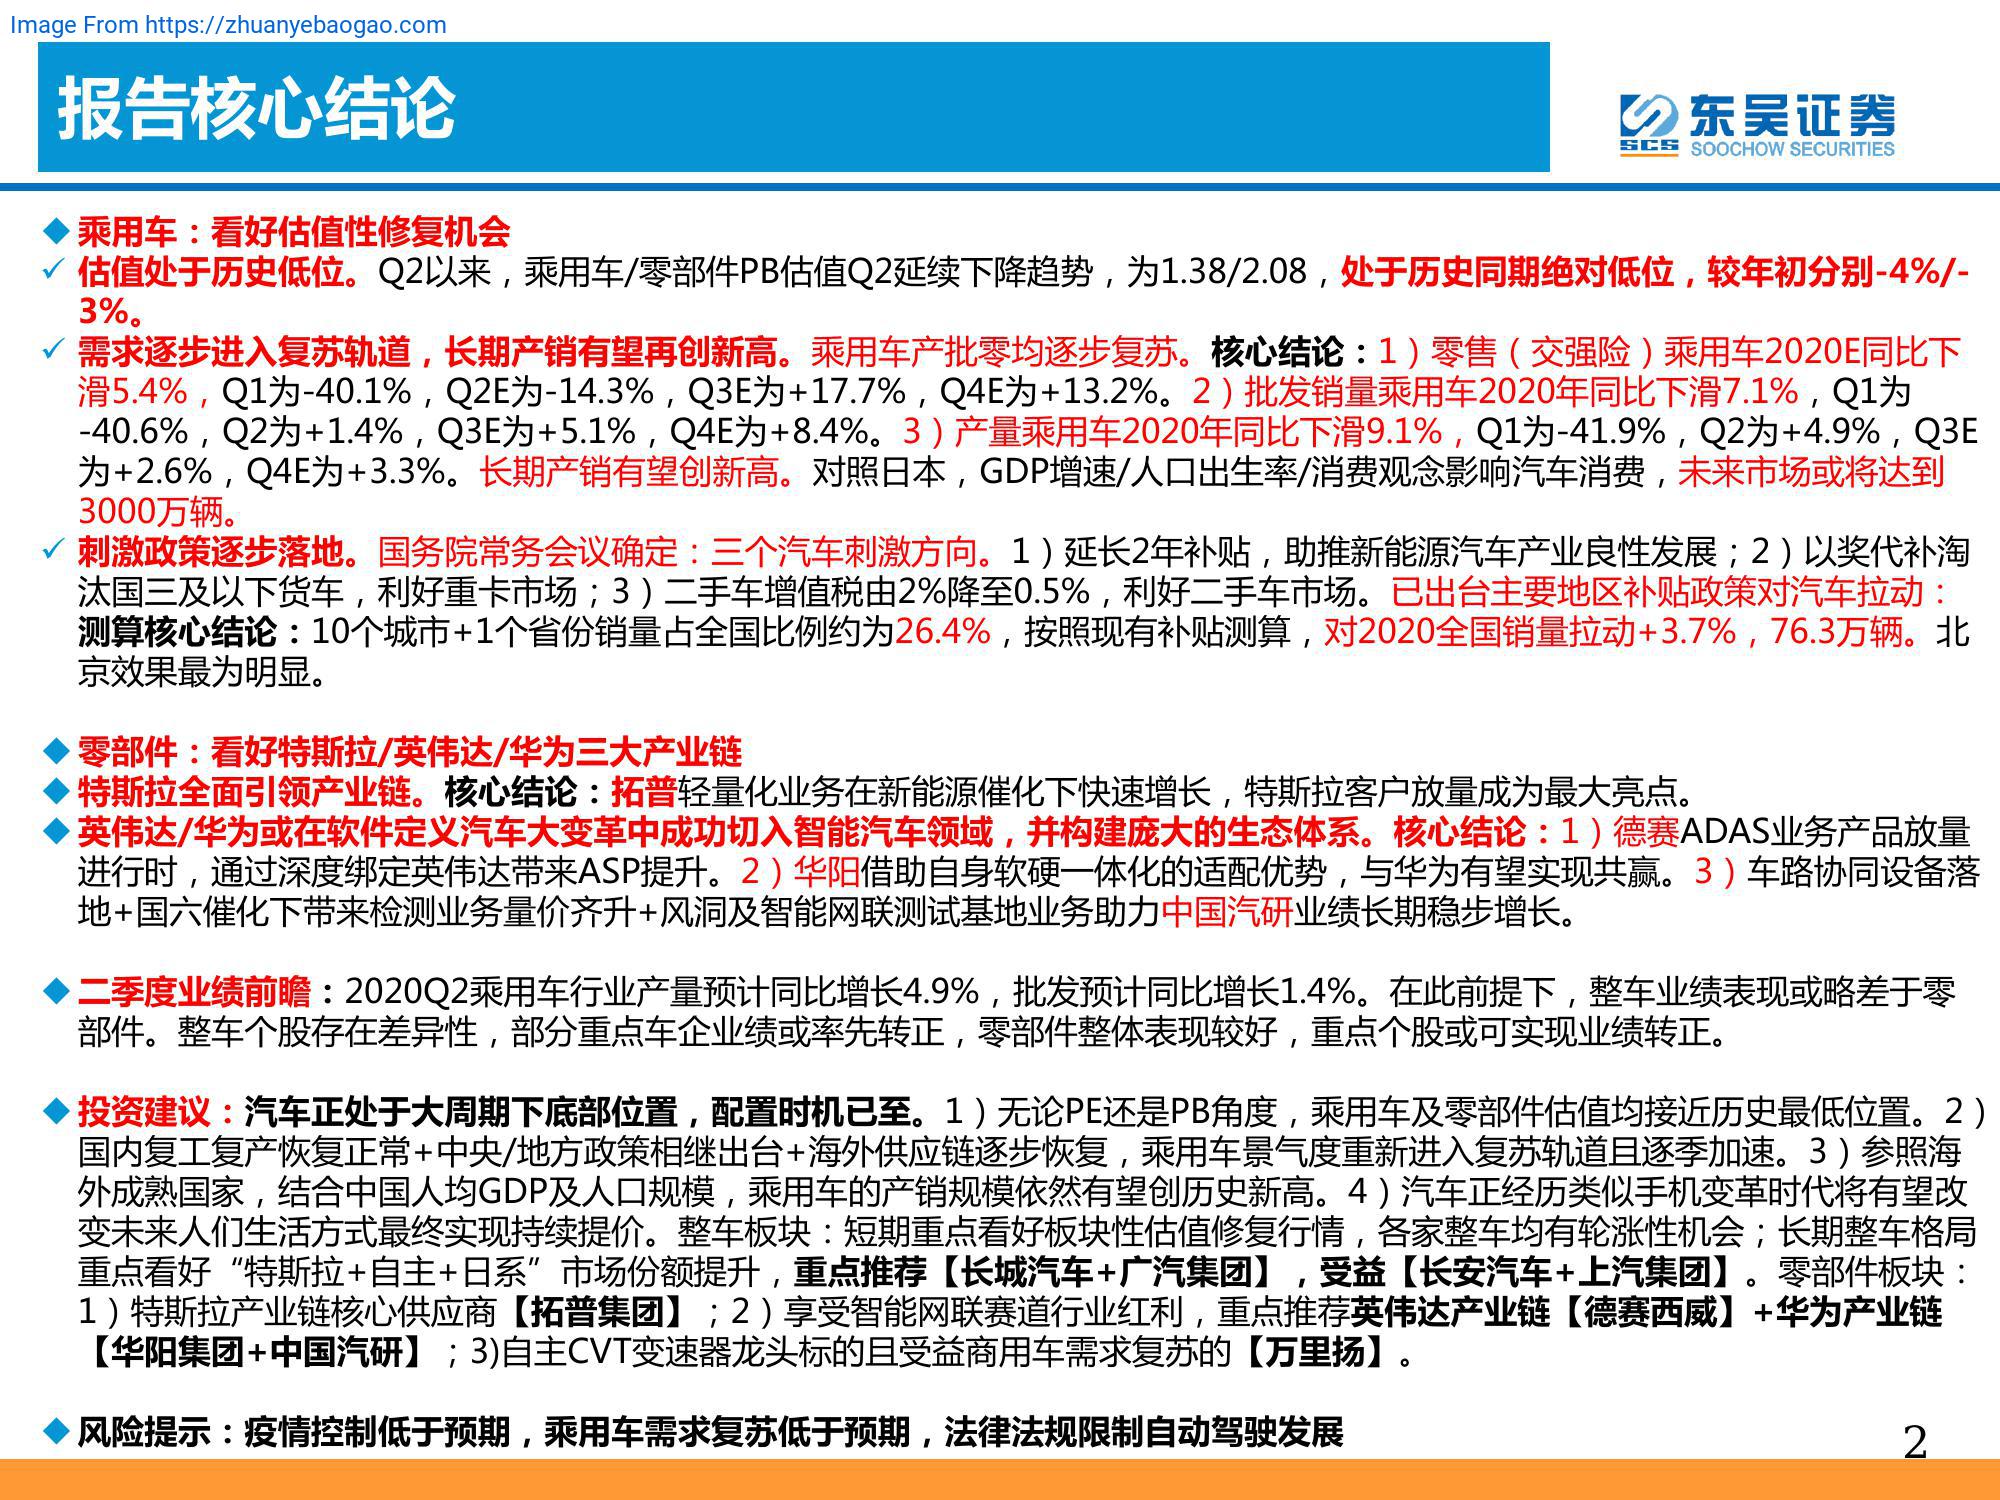 Image From https://zhuanyebaogao.com
报告核心结论
东吴证券
SCS
SOOCHOW SECURITIES
◆乘用车：看好估值性修复机会
✓ 估值处于历史低位。Q2以来，乘用车/零部件PB估值Q2延续下降趋势，为1.38/2.08，处于历史同期绝对低位，较年初分别-4%/-
3%。
✓ 需求逐步进入复苏轨道，长期产销有望再创新高。乘用车产批零均逐步复苏。核心结论：1）零售（交强险）乘用车2020E同比下
滑5.4%，Q1为-40.1%，Q2E为-14.3%，Q3E为+17.7%，Q4E为+13.2%。2）批发销量乘用车2020年同比下滑7.1%，Q1为
-40.6%，Q2为+1.4%，Q3E为+5.1%，Q4E为+8.4%。3）产量乘用车2020年同比下滑9.1%，Q1为-41.9%，Q2为+4.9%，Q3E
为+2.6%，Q4E为+3.3%。长期产销有望创新高。对照日本，GDP增速/人口出生率/消费观念影响汽车消费，未来市场或将达到
3000万辆。
✓ 刺激政策逐步落地。国务院常务会议确定：三个汽车刺激方向。1）延长2年补贴，助推新能源汽车产业良性发展；2）以奖代补淘
汰国三及以下货车，利好重卡市场；3）二手车增值税由2%降至0.5%，利好二手车市场。已出台主要地区补贴政策对汽车拉动：
测算核心结论：10个城市+1个省份销量占全国比例约为26.4%，按照现有补贴测算，对2020全国销量拉动+3.7%，76.3万辆。北
京效果最为明显。
◆零部件：看好特斯拉/英伟达/华为三大产业链
◆特斯拉全面引领产业链。核心结论：拓普轻量化业务在新能源催化下快速增长，特斯拉客户放量成为最大亮点。
◆英伟达/华为或在软件定义汽车大变革中成功切入智能汽车领域，并构建庞大的生态体系。核心结论：1）德赛ADAS业务产品放量
进行时，通过深度绑定英伟达带来ASP提升。2）华阳借助自身软硬一体化的适配优势，与华为有望实现共赢。3）车路协同设备落
地+国六催化下带来检测业务量价齐升+风洞及智能网联测试基地业务助力中国汽研业绩长期稳步增长。
◆二季度业绩前瞻：2020Q2乘用车行业产量预计同比增长4.9%，批发预计同比增长1.4%。在此前提下，整车业绩表现或略差于零
部件。整车个股存在差异性，部分重点车企业绩或率先转正，零部件整体表现较好，重点个股或可实现业绩转正。
◆投资建议：汽车正处于大周期下底部位置，配置时机已至。1）无论PE还是PB角度，乘用车及零部件估值均接近历史最低位置。2）
国内复工复产恢复正常+中央/地方政策相继出台+海外供应链逐步恢复，乘用车景气度重新进入复苏轨道且逐季加速。3）参照海
外成熟国家，结合中国人均GDP及人口规模，乘用车的产销规模依然有望创历史新高。4）汽车正经历类似手机变革时代将有望改
变未来人们生活方式最终实现持续提价。整车板块：短期重点看好板块性估值修复行情，各家整车均有轮涨性机会；长期整车格局
重点看好“特斯拉+自主+日系”市场份额提升，重点推荐【长城汽车+广汽集团】，受益【长安汽车+上汽集团】。零部件板块：
1）特斯拉产业链核心供应商【拓普集团】；2）享受智能网联赛道行业红利，重点推荐英伟达产业链【德赛西威】+华为产业链
【华阳集团+中国汽研】；3)自主CVT变速器龙头标的且受益商用车需求复苏的【万里扬】。
◆风险提示：疫情控制低于预期，乘用车需求复苏低于预期，法律法规限制自动驾驶发展
2